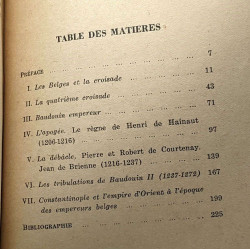 TABLE DES MATIERES
PRÉFACE 7
I. Les Belges et la croisade 11
II. La quatrième croisade 43
III. Baudouin empereur 71
IV. L'apogée. Le règne de Henri de Hainaut
(1206-1216) 97
V. La débâcle. Pierre et Robert de Courtenay.
Jean de Brienne (1216-1237) 139
VI. Les tribulations de Baudouin II (1237-1272) 167
VII. Constantinople et l'empire d'Orient à l'époque
des empereurs belges 199
BIBLIOGRAPHIE 225